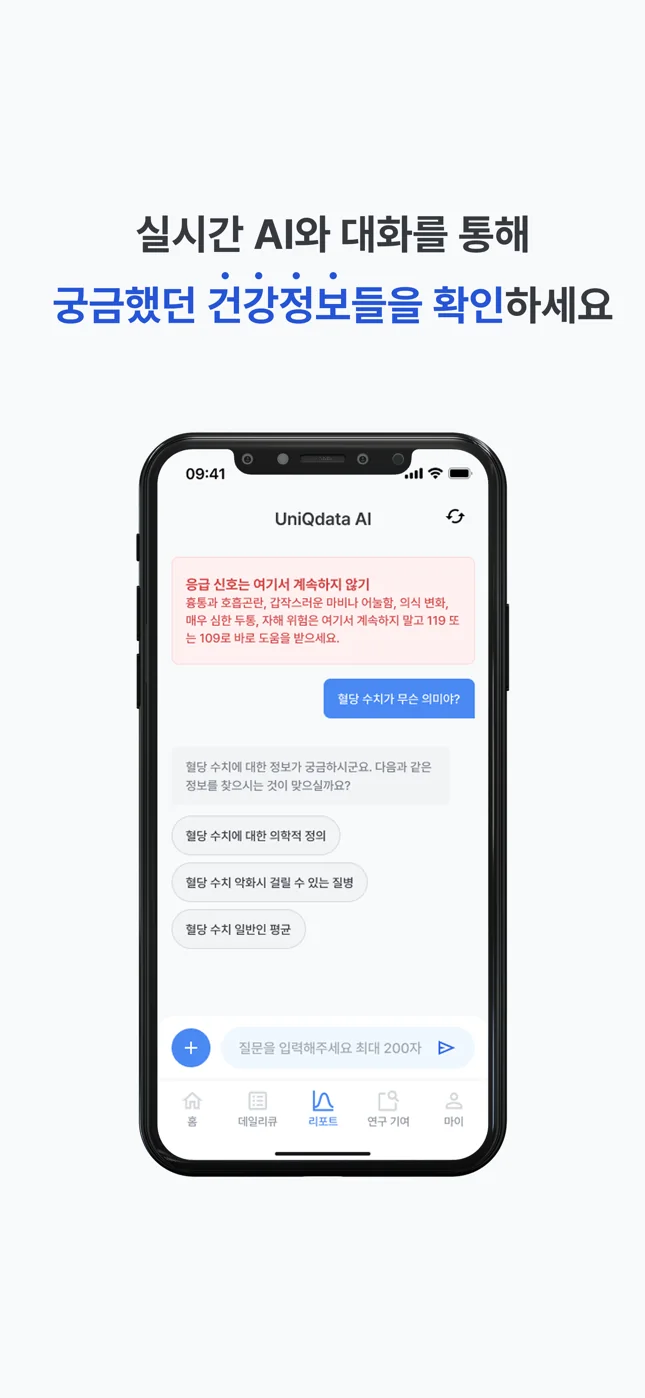 실시간 AI와 대화를 통해
궁금했던 건강정보들을 확인하세요
09:41
UniQdata AI
응급 신호는 여기서 계속하지 않기
흉통과 호흡곤란, 갑작스러운 마비나 어눌함, 의식 변화,
매우 심한 두통, 자해 위험은 여기서 계속하지 말고 119 또
는 109로 바로 도움을 받으세요.
혈당 수치가 무슨 의미야?
혈당 수치에 대한 정보가 궁금하시군요. 다음과 같은
정보를 찾으시는 것이 맞으실까요?
혈당 수치에 대한 의학적 정의
혈당 수치 악화시 걸릴 수 있는 질병
혈당 수치 일반인 평균
질문을 입력해주세요 최대 200자
홈 데일리큐 리포트 연구 기여 마이